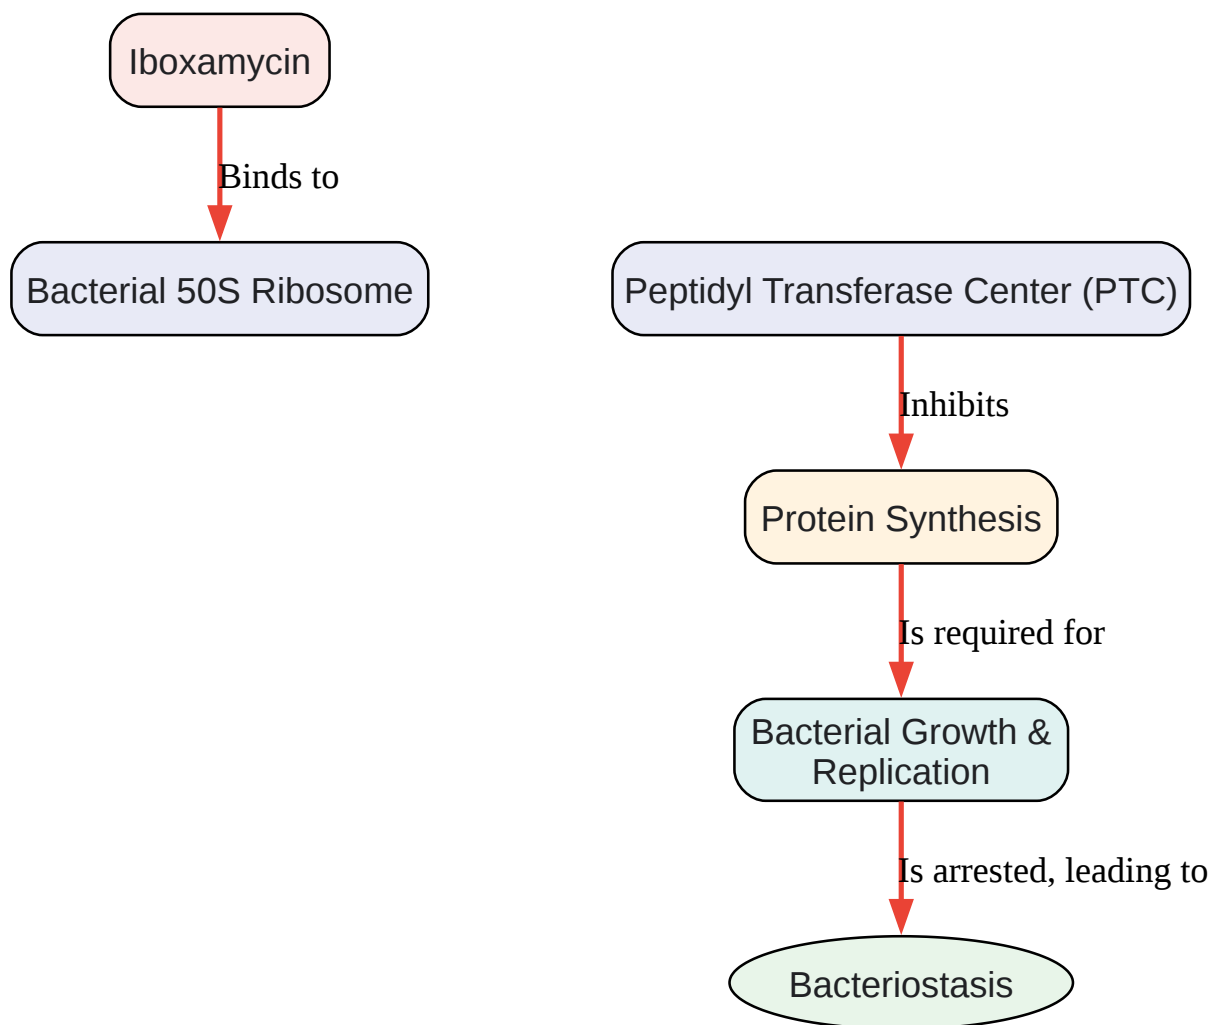 Iboxamycin
Binds to
Bacterial 50S Ribosome
Peptidyl Transferase Center (PTC)
Inhibits
Protein Synthesis
Is required for
Bacterial Growth &
Replication
Is arrested, leading to
Bacteriostasis